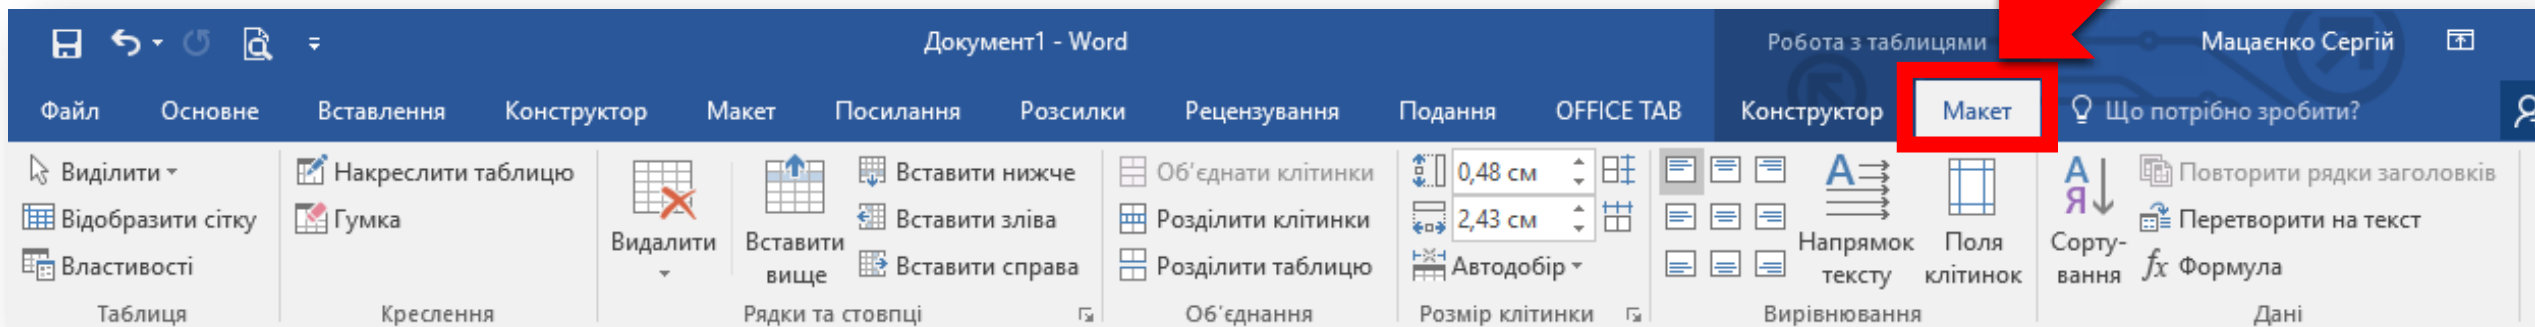 Документ1 - Word
Робота з таблицями
Мацаєнко Сергій
Файл Основне Вставлення Конструктор Макет Посилання Розсилки Рецензування Подання OFFICE TAB Конструктор Макет Що потрібно зробити?
Виділити
Відобразити сітку
Властивості
Таблиця
Накреслити таблицю
Гумка
Креслення
Видалити
Вставити
вище
Вставити нижче
Вставити зліва
Вставити справа
Рядки та стовпці
Об'єднати клітинки
Розділити клітинки
Розділити таблицю
Об'єднання
0,48 см
2,43 см
Автодобір
Розмір клітинки
Напрямок
тексту
Поля
клітинок
Вирівнювання
А
Я
Сорту-
вання
Повторити рядки заголовків
Перетворити на текст
fx Формула
Дані